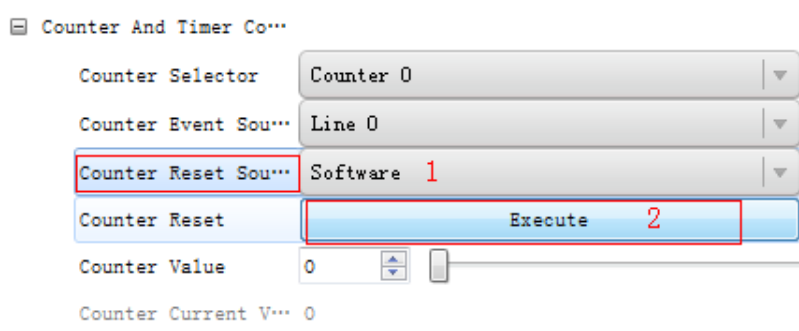 Counter And Timer Co…
Counter Selector Counter 0
Counter Event Sou… Line 0
Counter Reset Sou… Software 1
Counter Reset Execute 2
Counter Value 0
Counter Current V… 0